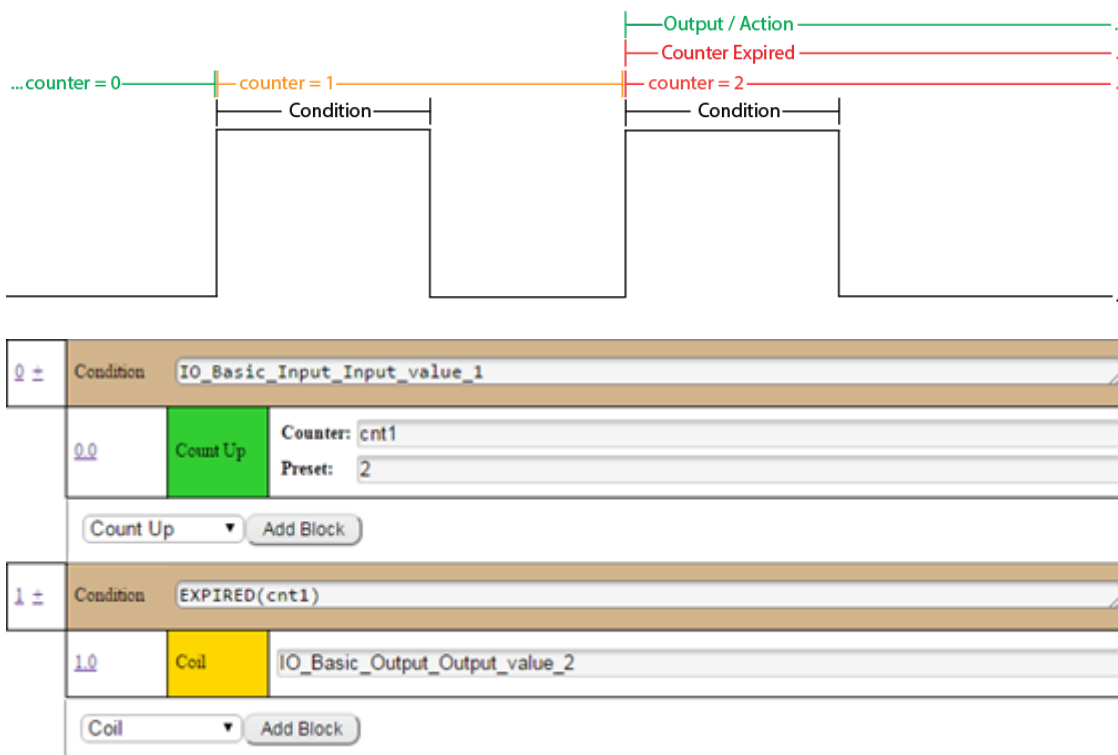 Output / Action
Counter Expired
...counter = 0 counter = 1 counter = 2
Condition Condition
0 ± Condition IO_Basic_Input_Input_value_1
0.0 Count Up Counter: cnt1
Preset: 2
Count Up Add Block
1 ± Condition EXPIRED(cnt1)
1.0 Coil IO_Basic_Output_Output_value_2
Coil Add Block